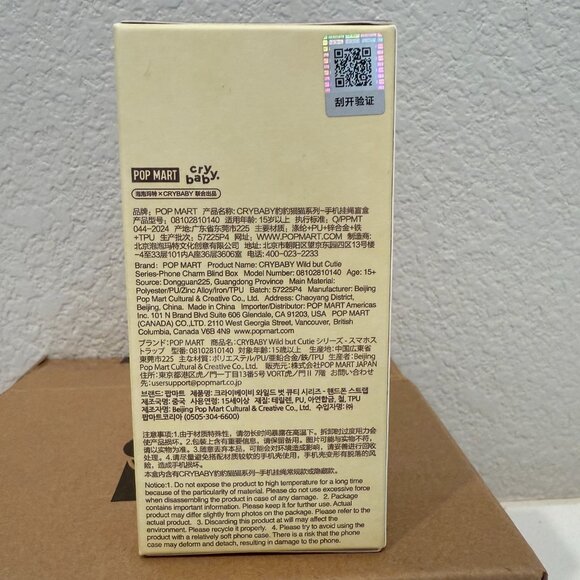 刮开验证
POP MART cry baby.
泡泡玛特×CRYBABY 联合出品
品牌: POP MART 产品名称:CRYBABY豹豹猫猫系列-手机挂绳盲盒
产品型号: 08102810140 适用年龄: 15岁以上 执行标准: Q/PPMT
044-2024 产地:广东省东莞市225 主要材质: 涤纶+PU+锌合金+铁
+TPU 生产批次: 57225P4 网址: WWW.POPMART.COM 制造商:
北京泡泡玛特文化创意有限公司 地址: 北京市朝阳区望京东园四区13号楼
-4至33层101内A座36层3606室 电话: 400-023-2233
Brand: POP MART Product Name: CRYBABY Wild but Cutie
Series-Phone Charm Blind Box Model Number: 08102810140 Age: 15+
Source: Dongguan225, Guangdong Province Main Material:
Polyester/PU/Zinc Alloy/Iron/TPU Batch: 57225P4 Manufacturer: Beijing
Pop Mart Cultural & Creative Co., Ltd. Address: Chaoyang District,
Beijing, China. Made in China Importer/Distributor: POP MART Americas
Inc. 101 N Brand Blvd Suite 606 Glendale, CA 91203, USA POP MART
(CANADA) CO.,LTD. 2110 West Georgia Street, Vancouver, British
Columbia, Canada V6B 4N9 www.popmart.com
ブランド: POP MART 製品名: CRYBABY Wild but Cutie シリーズ - スマホス
トラップ 型番: 08102810140 対象年齢: 15歳以上 生産地: 中国広東省
東莞市225 主な材質: ポリエステル/PU/亜鉛合金/鉄/TPU 生産者: Beijing
Pop Mart Cultural & Creative Co., Ltd. 販売元: 株式会社POP MART JAPAN
住所: 東京都港区虎ノ門一丁目13番5号 VORT虎ノ門II 7階 お問い合わせ
先:usersupport@popmart.co.jp
브랜드: 팝마트 제품명: 크라이베이비 와일드 벗 큐티 시리즈 - 핸드폰 스트랩
제조국명: 중국 사용연령: 15세이상 재질: 테릴렌, PU, 아연합금, 철, TPU
제조자명: Beijing Pop Mart Cultural & Creative Co., Ltd. 수입자명: ㈜
팝마트코리아 (0505-304-6600)
注意事项:1. 由于材质特殊性，请勿长时间暴露在高温下。拆卸时过度用力会
使产品损坏。2.包装上含有重要信息，请保留备用。图片可能与实物不符，
请以实物为准。3.随意丢弃本品，可能会对环境造成影响，请妥善进行回
收。4.请尽量避免搭配材质较软的手机壳使用，手机壳有变形有脱落的风
险，造成手机损坏。
本盒内含有CRYBABY豹豹猫猫系列-手机挂绳常规款或隐藏款。
Notice:1. Do not expose the product to high temperature for a long time
because of the particularity of material. Please do not use excessive force
when disassembling the product in case of any damage. 2. Package
contains important information. Please keep it for further use. Actual
product may differ slightly from photos on the package. Please refer to the
actual product. 3. Discarding this product at will may affect the
environment. Please recycle it properly. 4. Please try to avoid using the
product with a relatively soft phone case. There is a risk that the phone
case may deform and detach, resulting in damage to the phone.